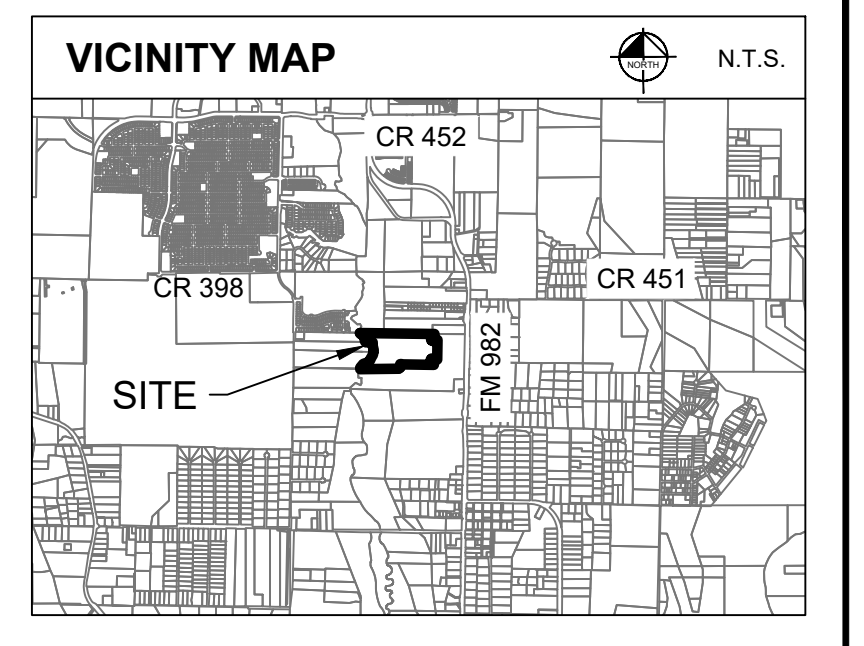 VICINITY MAP
NORTH
N.T.S.
CR 452
CR 398
CR 451
FM 982
SITE